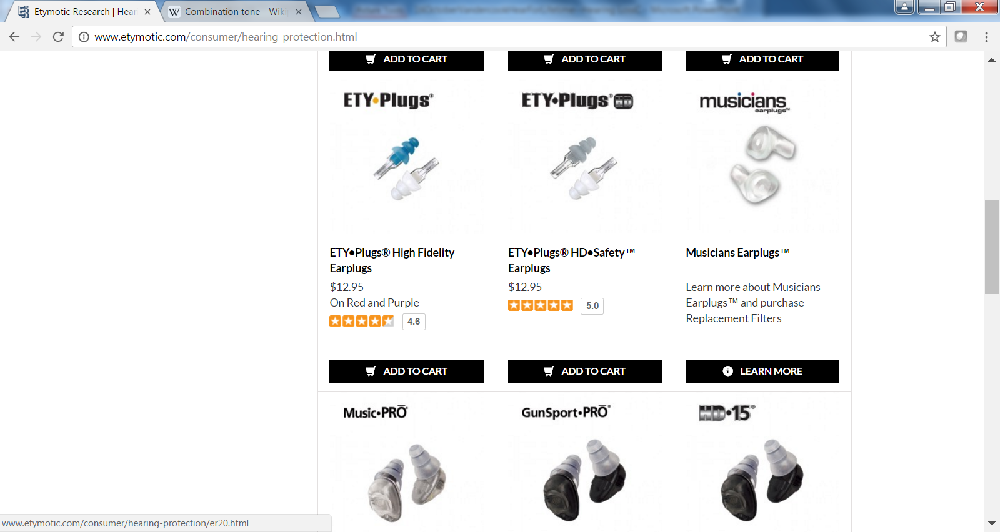 Etymotic Research | Hear
Combination tone - Wiki
www.etymotic.com/consumer/hearing-protection.html
ADD TO CART
ADD TO CART
ADD TO CART
ETY•Plugs®
ETY•Plugs® HD
musicians
earplugs™
ETY•Plugs® High Fidelity
Earplugs
$12.95
On Red and Purple
4.6
ADD TO CART
ETY•Plugs® HD•Safety™
Earplugs
$12.95
5.0
ADD TO CART
Musicians Earplugs™
Learn more about Musicians
Earplugs™ and purchase
Replacement Filters
LEARN MORE
Music•PRO
GunSport•PRO®
HD•15®
www.etymotic.com/consumer/hearing-protection/er20.html